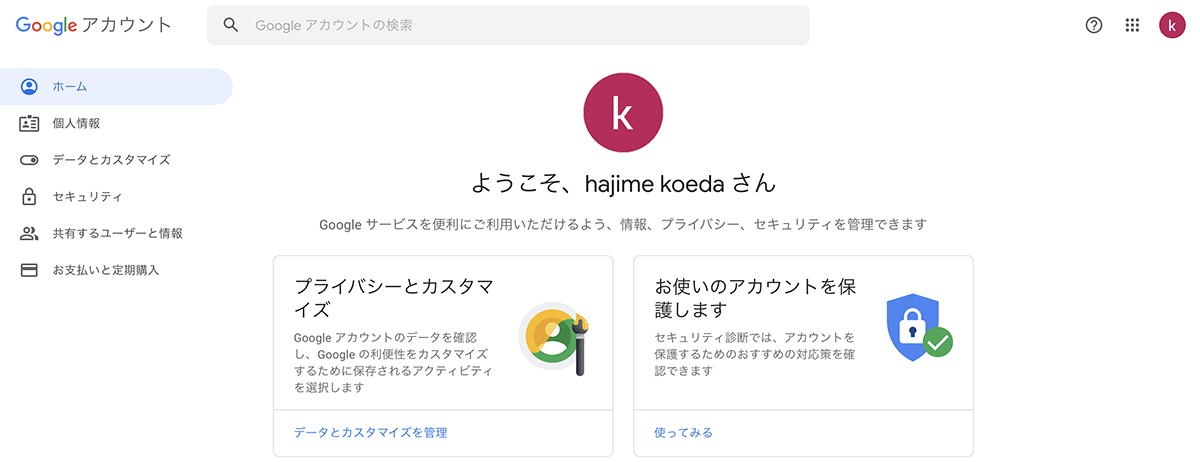 Google アカウント
Google アカウントの検索
k
ホーム
個人情報
データとカスタマイズ
セキュリティ
共有するユーザーと情報
お支払いと定期購入
k
ようこそ、hajime koeda さん
Google サービスを便利にご利用いただけるよう、情報、プライバシー、セキュリティを管理できます
プライバシーとカスタマ
イズ
Google アカウントのデータを確認
し、Google の利便性をカスタマイズ
するために保存されるアクティビティ
を選択します
データとカスタマイズを管理
お使いのアカウントを保
護します
セキュリティ診断では、アカウントを
保護するためのおすすめの対応策を確
認できます
使ってみる